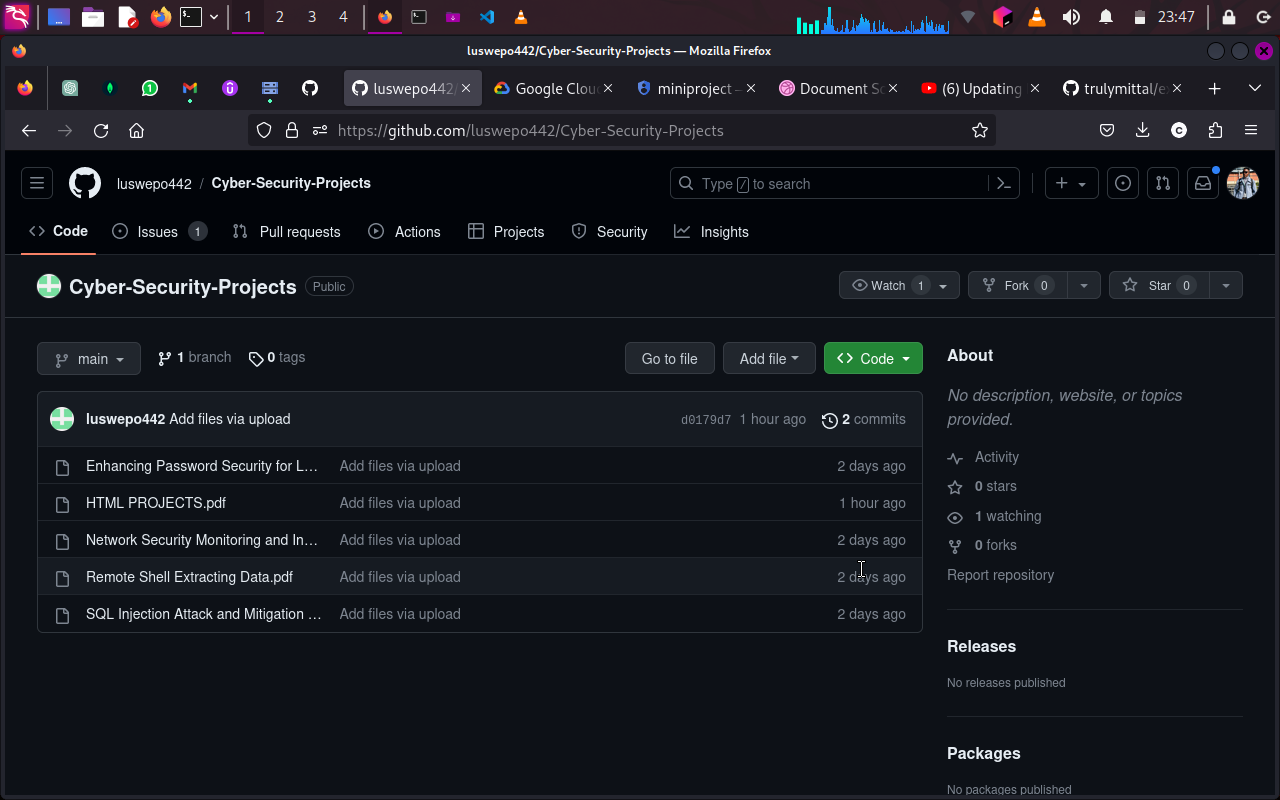 1 2 3 4 23:47
luswepo442/Cyber-Security-Projects — Mozilla Firefox
luswepo442/ Google Clou miniproject – Document Sc (6) Updating trulymittal/e
https://github.com/luswepo442/Cyber-Security-Projects
luswepo442 / Cyber-Security-Projects Type / to search
Code Issues 1 Pull requests Actions Projects Security Insights
Cyber-Security-Projects Public Watch 1 Fork 0 Star 0
main 1 branch 0 tags Go to file Add file Code
luswepo442 Add files via upload d0179d7 1 hour ago 2 commits
Enhancing Password Security for L... Add files via upload 2 days ago
HTML PROJECTS.pdf Add files via upload 1 hour ago
Network Security Monitoring and In... Add files via upload 2 days ago
Remote Shell Extracting Data.pdf Add files via upload 2 days ago
SQL Injection Attack and Mitigation ... Add files via upload 2 days ago
About
No description, website, or topics
provided.
Activity
0 stars
1 watching
0 forks
Report repository
Releases
No releases published
Packages
No packages published